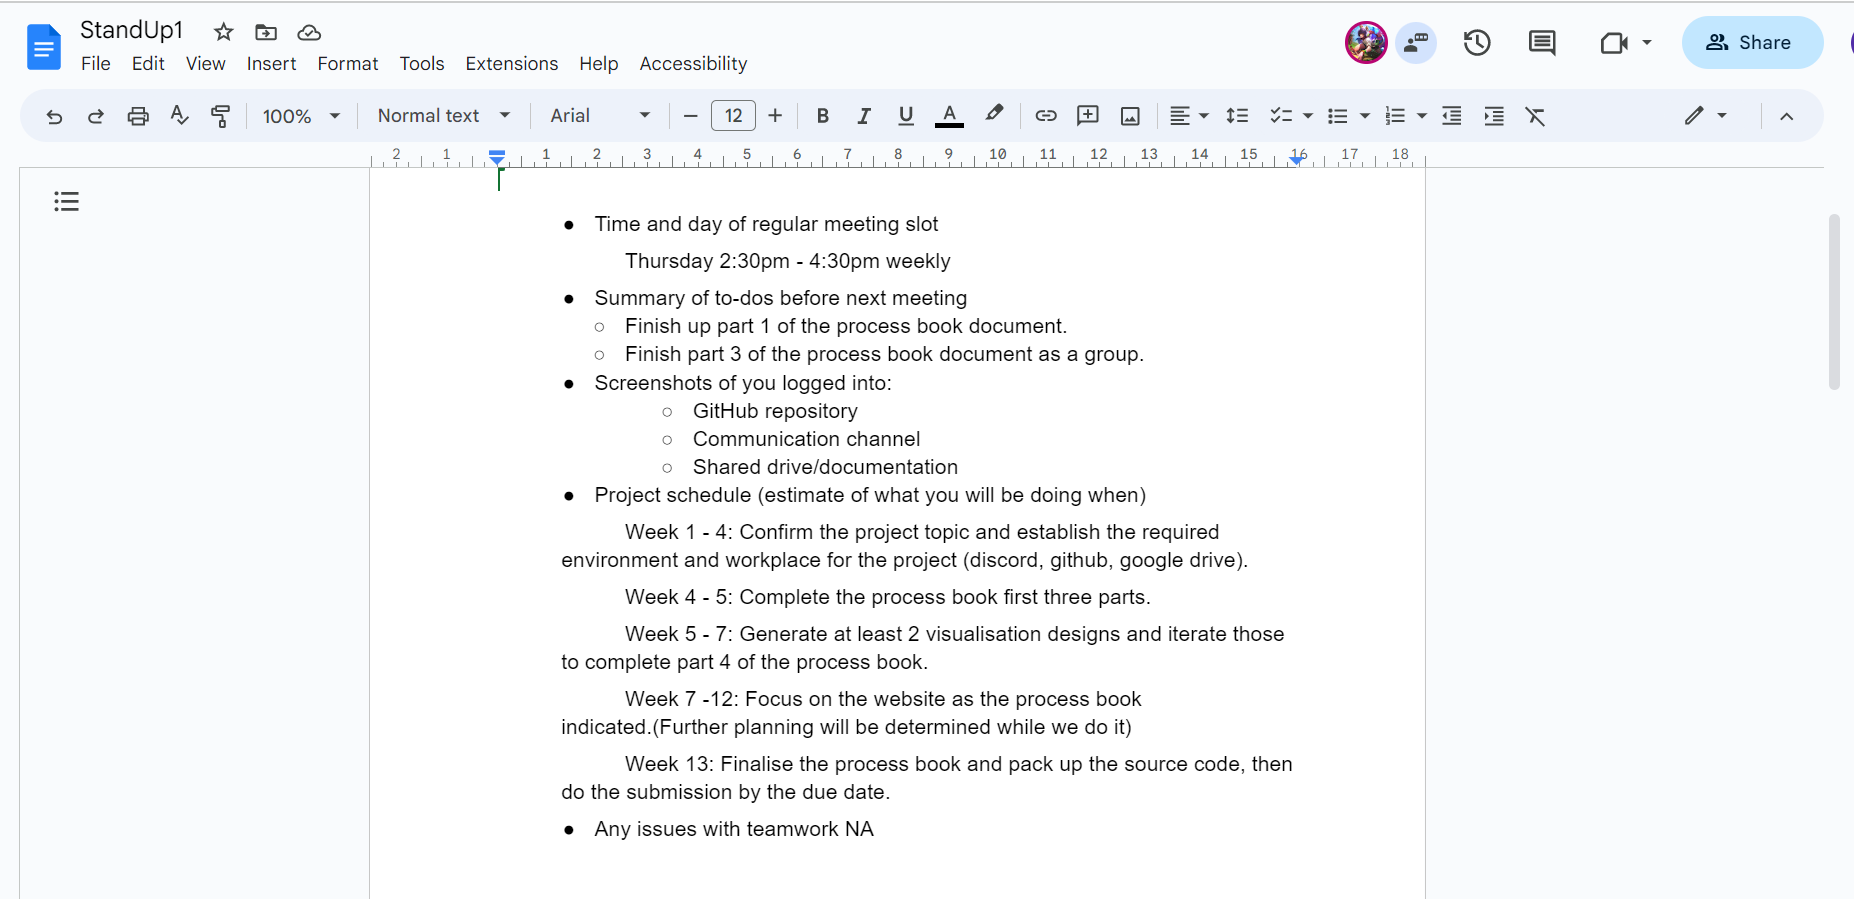 StandUp1
File Edit View Insert Format Tools Extensions Help Accessibility
Share
100% Normal text Arial 12
2 1 1 2 3 4 5 6 7 8 9 10 11 12 13 14 15 16 17 18
● Time and day of regular meeting slot
Thursday 2:30pm - 4:30pm weekly
● Summary of to-dos before next meeting
○ Finish up part 1 of the process book document.
○ Finish part 3 of the process book document as a group.
● Screenshots of you logged into:
○ GitHub repository
○ Communication channel
○ Shared drive/documentation
● Project schedule (estimate of what you will be doing when)
Week 1 - 4: Confirm the project topic and establish the required
environment and workplace for the project (discord, github, google drive).
Week 4 - 5: Complete the process book first three parts.
Week 5 - 7: Generate at least 2 visualisation designs and iterate those
to complete part 4 of the process book.
Week 7 -12: Focus on the website as the process book
indicated.(Further planning will be determined while we do it)
Week 13: Finalise the process book and pack up the source code, then
do the submission by the due date.
● Any issues with teamwork NA